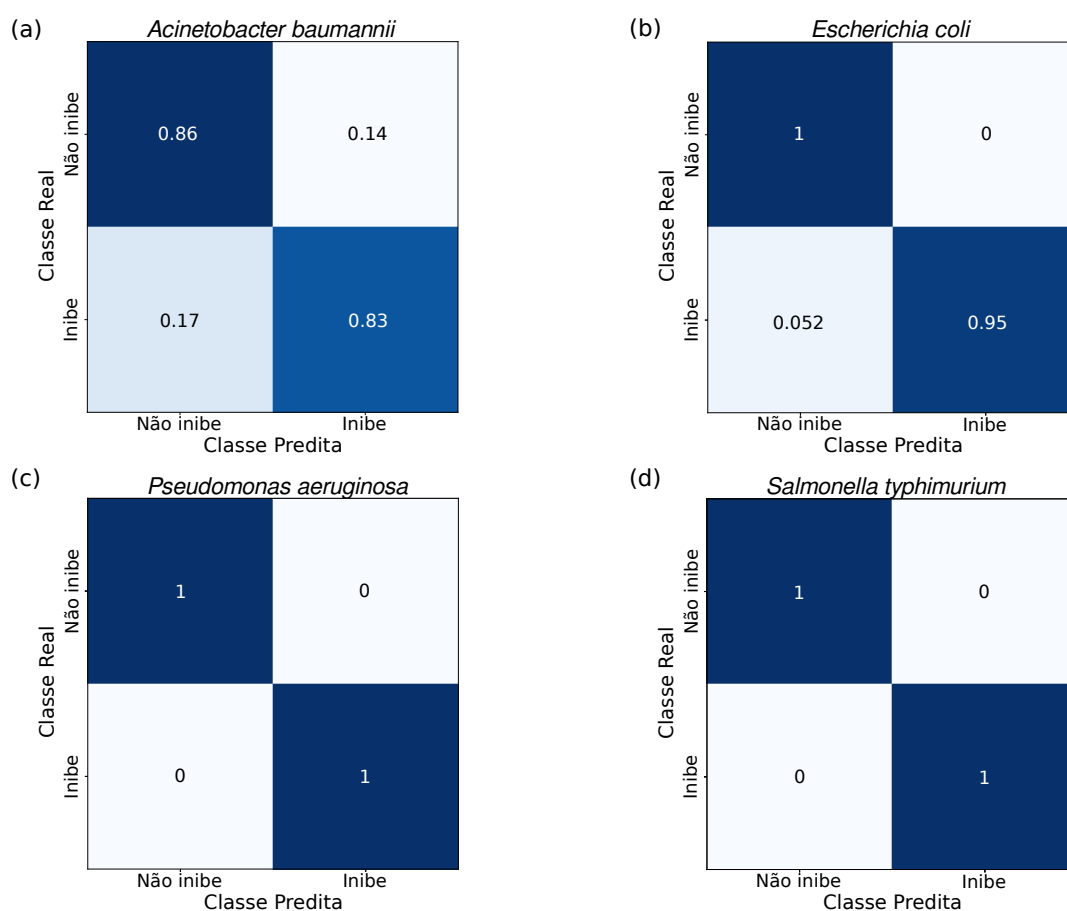 (a)
Acinetobacter baumannii
Classe Real
Não inibe
0.86
0.14
Inibe
0.17
0.83
Não inibe
Inibe
Classe Predita
(b)
Escherichia coli
Classe Real
Não inibe
1
0
Inibe
0.052
0.95
Não inibe
Inibe
Classe Predita
(c)
Pseudomonas aeruginosa
Classe Real
Não inibe
1
0
Inibe
0
1
Não inibe
Inibe
Classe Predita
(d)
Salmonella typhimurium
Classe Real
Não inibe
1
0
Inibe
0
1
Não inibe
Inibe
Classe Predita